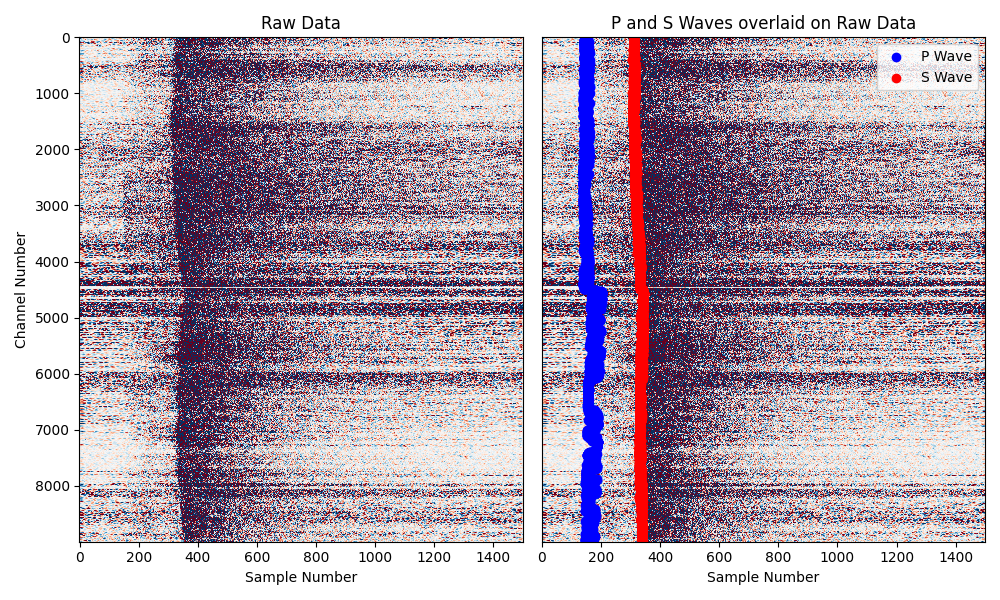 Raw Data
P and S Waves overlaid on Raw Data
Channel Number
0
1000
2000
3000
4000
5000
6000
7000
8000
0 200 400 600 800 1000 1200 1400
Sample Number
P Wave
S Wave
0 200 400 600 800 1000 1200 1400
Sample Number